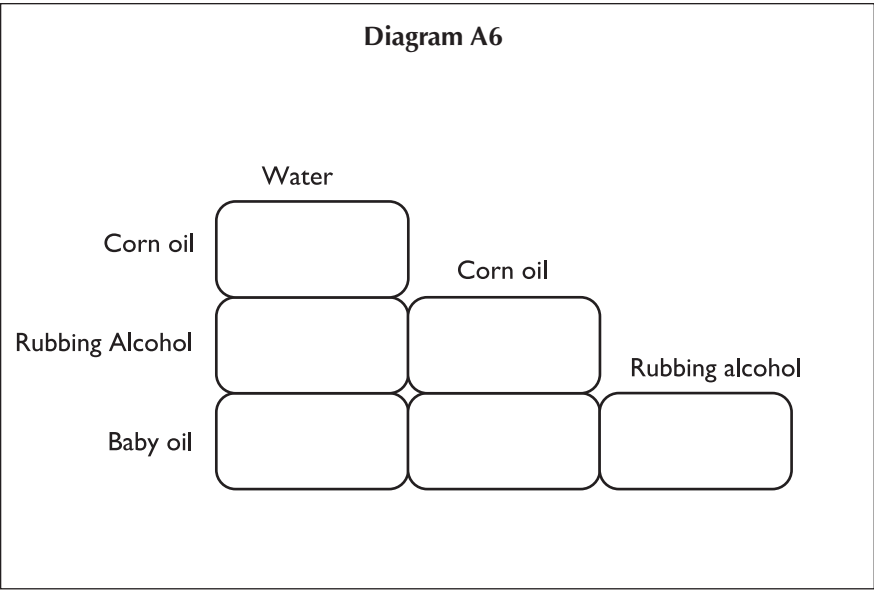 Diagram A6
Water
Corn oil
Corn oil
Rubbing Alcohol
Rubbing alcohol
Baby oil